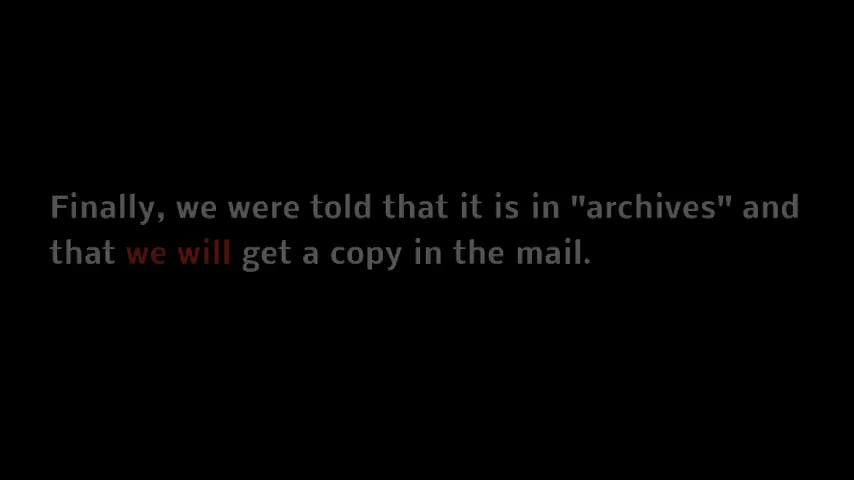 Finally, we were told that it is in "archives" and
that we will get a copy in the mail.